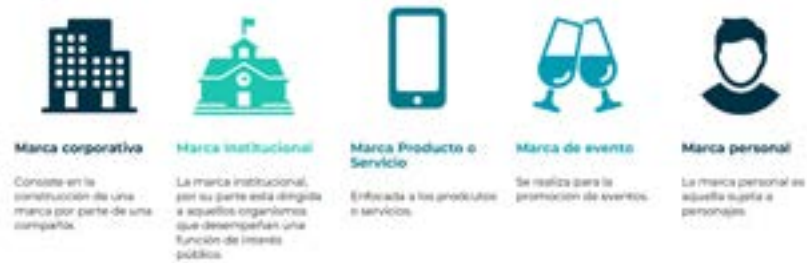 Marca corporativa
Consiste en la
construcción de una
marca por parte de una
compañía.
Marca Institucional
La marca institucional,
por su parte esta dirigida
a aquellos organismos
que desempeñan una
función de interés
público.
Marca Producto o
Servicio
Enfocada a los productos
o servicios.
Marca de evento
Se realiza para la
promoción de eventos.
Marca personal
La marca personal es
aquella sujeta a
personajes.